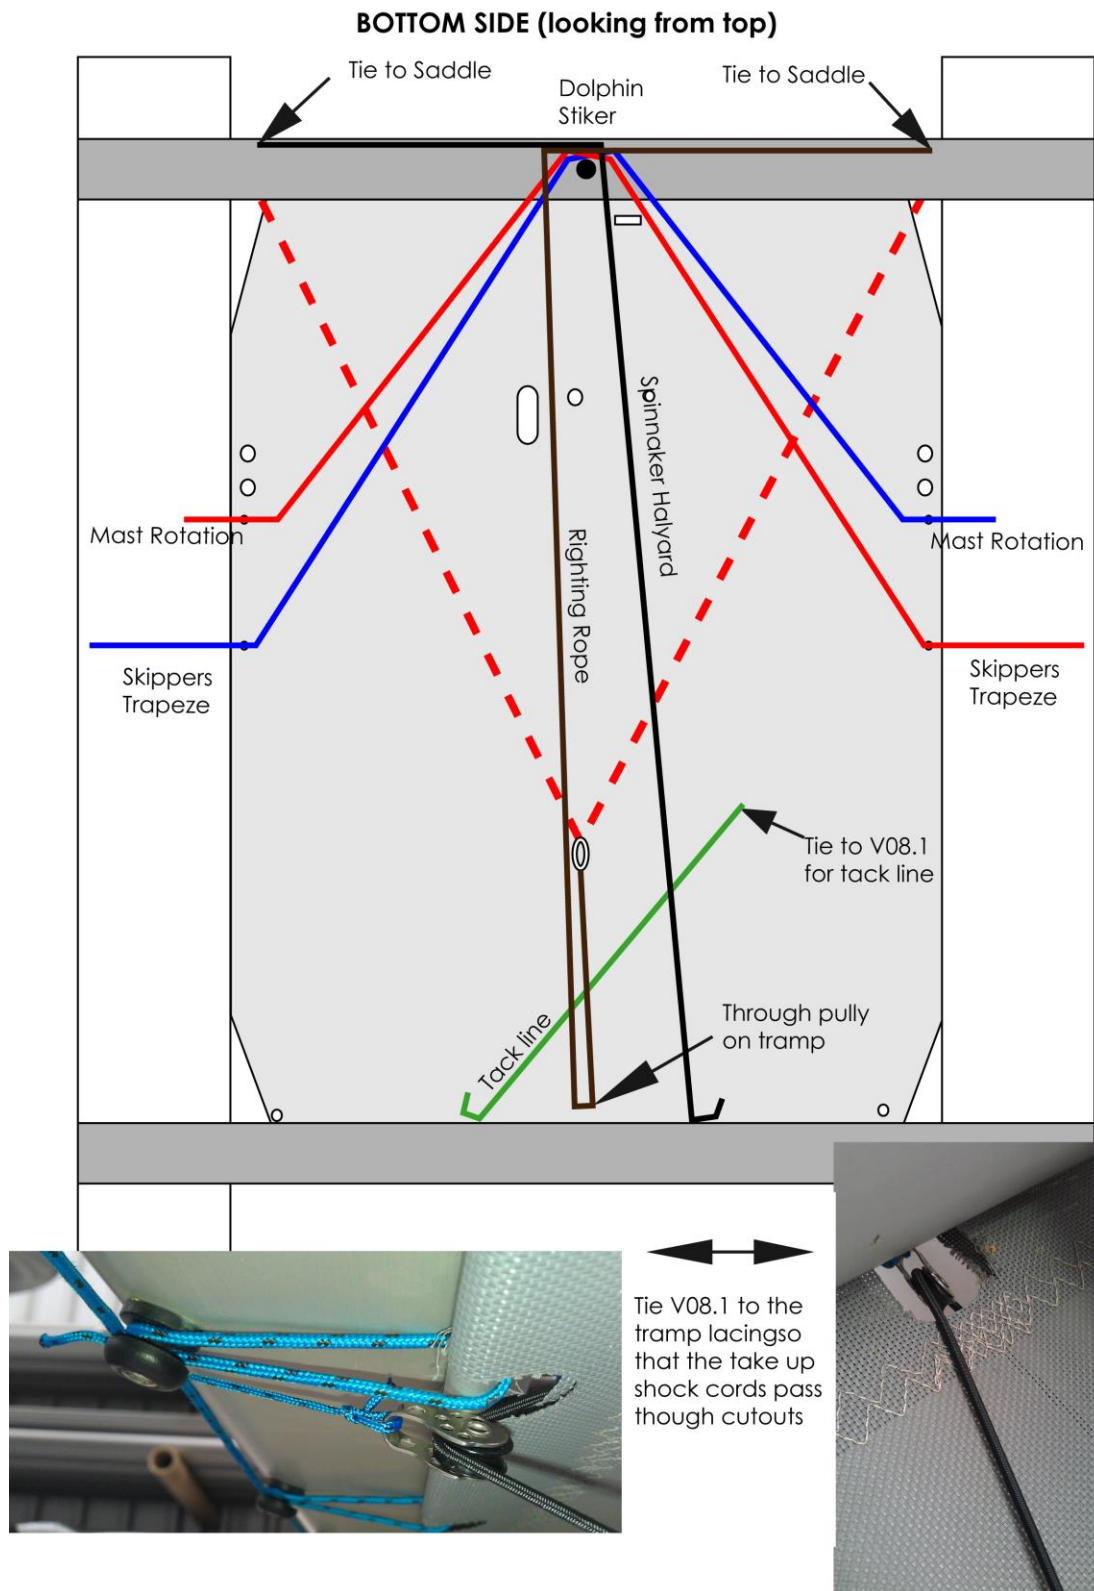 BOTTOM SIDE (looking from top)
Tie to Saddle
Dolphin
Stiker
Tie to Saddle
Spinnaker Halyard
Righting Rope
Mast Rotation
Mast Rotation
Skippers
Trapeze
Skippers
Trapeze
Tie to V08.1
for tack line
Tack line
Through pully
on tramp
Tie V08.1 to the
tramp lacingso
that the take up
shock cords pass
though cutouts